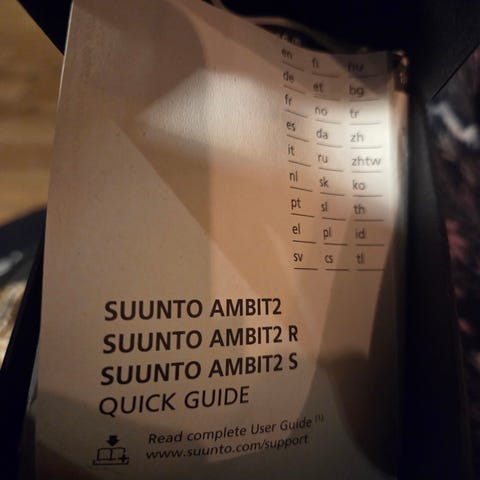 en fi hu
de et bg
fr no tr
es da zh
it ru zhtw
nl sk ko
pt sl th
el pl id
sv cs tl
SUUNTO AMBIT2
SUUNTO AMBIT2 R
SUUNTO AMBIT2 S
QUICK GUIDE
Read complete User Guide (1)
www.suunto.com/support